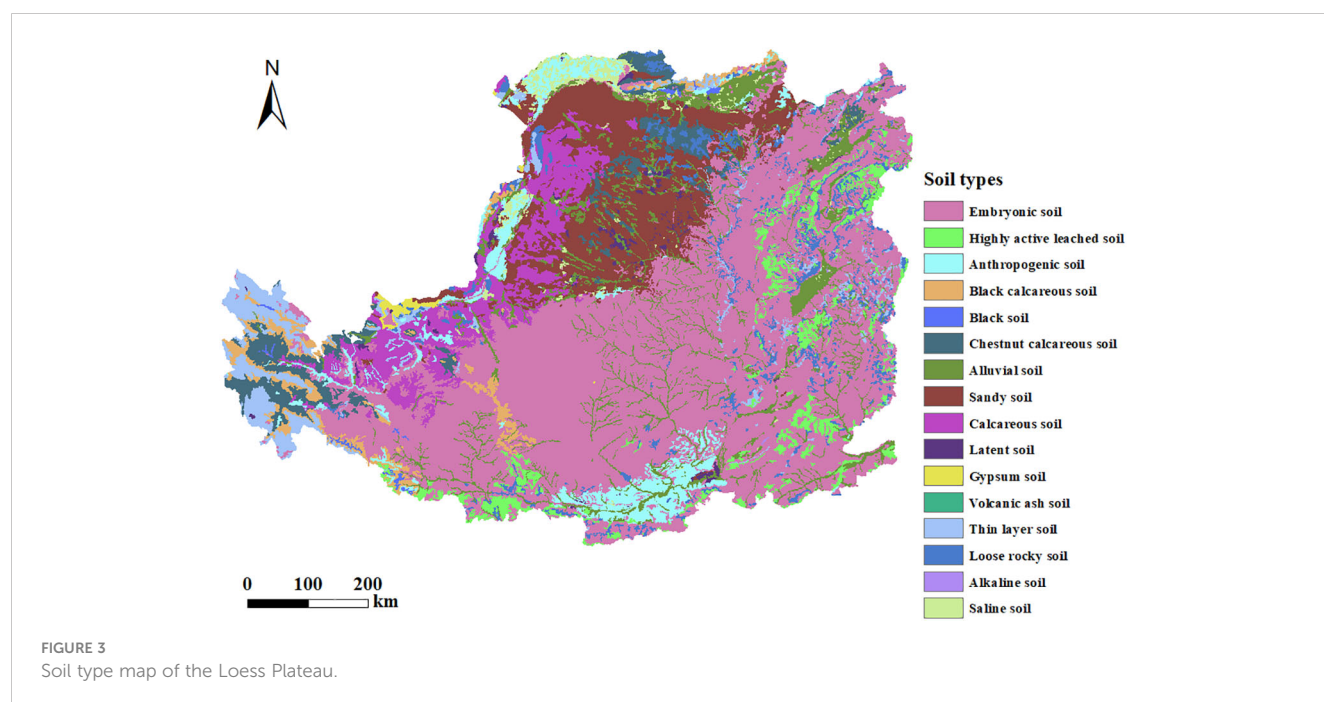 N
Soil types
Embryonic soil
Highly active leached soil
Anthropogenic soil
Black calcareous soil
Black soil
Chestnut calcareous soil
Alluvial soil
Sandy soil
Calcareous soil
Latent soil
Gypsum soil
Volcanic ash soil
Thin layer soil
Loose rocky soil
Alkaline soil
Saline soil
0 100 200
km
FIGURE 3
Soil type map of the Loess Plateau.